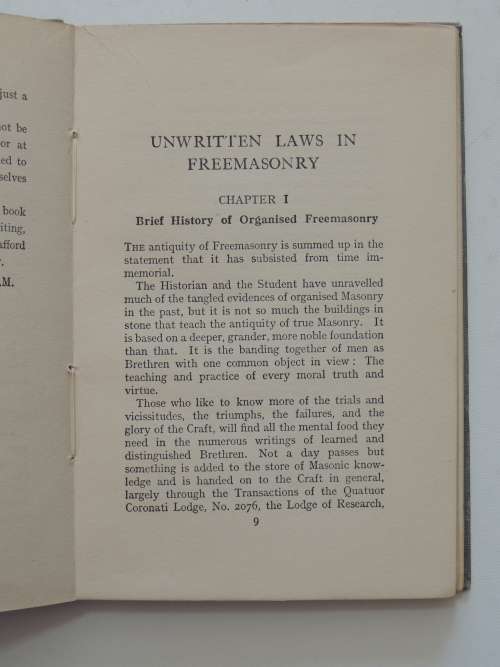 just a
ot be
or at
ed to
selves
book
iting,
afford
.M.
UNWRITTEN LAWS IN
FREEMASONRY
CHAPTER I
Brief History of Organised Freemasonry
THE antiquity of Freemasonry is summed up in the
statement that it has subsisted from time im-
memorial.
The Historian and the Student have unravelled
much of the tangled evidences of organised Masonry
in the past, but it is not so much the buildings in
stone that teach the antiquity of true Masonry. It
is based on a deeper, grander, more noble foundation
than that. It is the banding together of men as
Brethren with one common object in view: The
teaching and practice of every moral truth and
virtue.
Those who like to know more of the trials and
vicissitudes, the triumphs, the failures, and the
glory of the Craft, will find all the mental food they
need in the numerous writings of learned and
distinguished Brethren. Not a day passes but
something is added to the store of Masonic know-
ledge and is handed on to the Craft in general,
largely through the Transactions of the Quatuor
Coronati Lodge, No. 2076, the Lodge of Research,
9